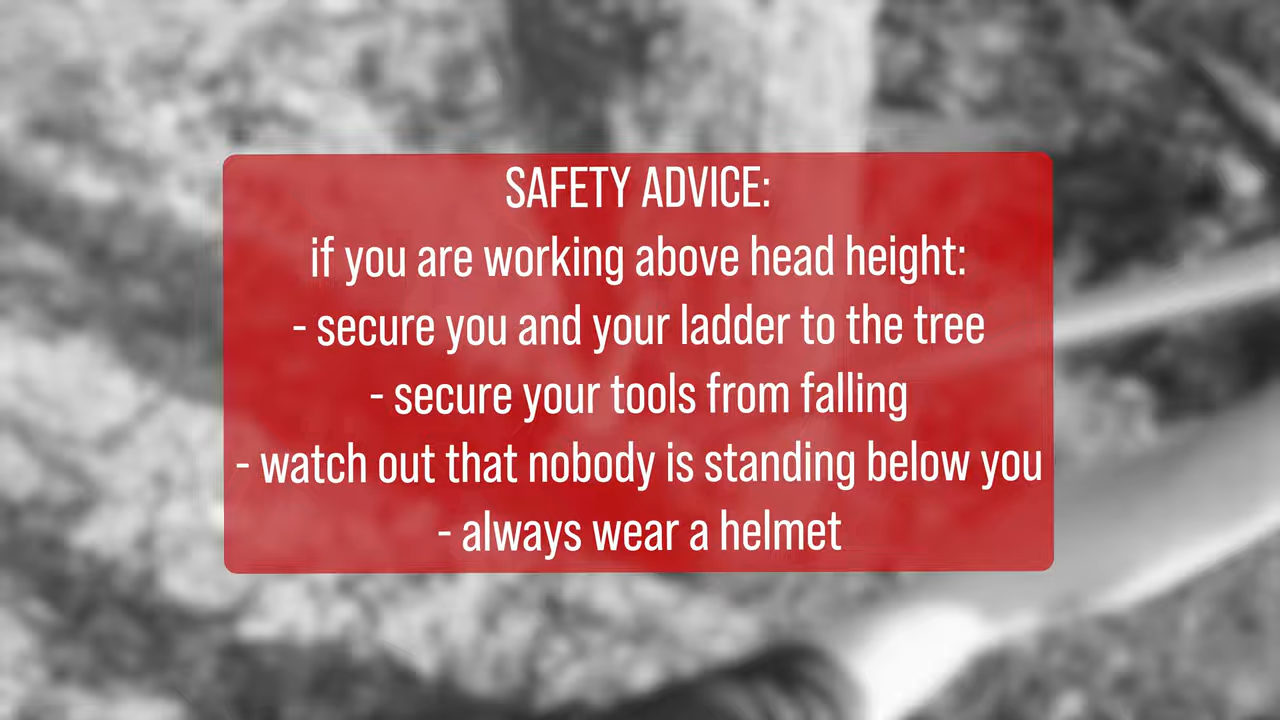 SAFETY ADVICE:
if you are working above head height:
- secure you and your ladder to the tree
- secure your tools from falling
- watch out that nobody is standing below you
- always wear a helmet